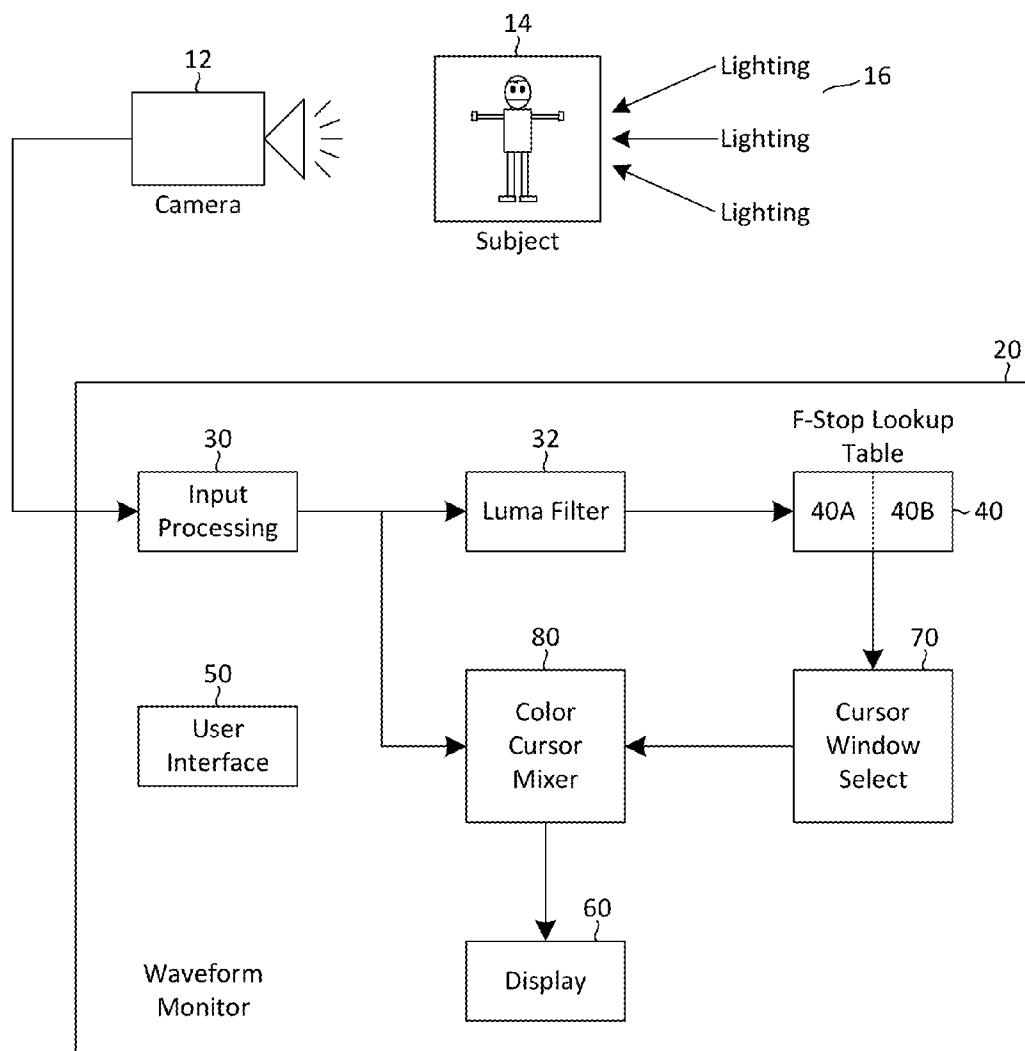 14
12
Lighting
16
Lighting
Lighting
Camera
Subject
20
F-Stop Lookup
Table
30
32
Input
Processing
Luma Filter
40A
40B
40
80
70
50
User
Interface
Color
Cursor
Mixer
Cursor
Window
Select
60
Display
Waveform
Monitor